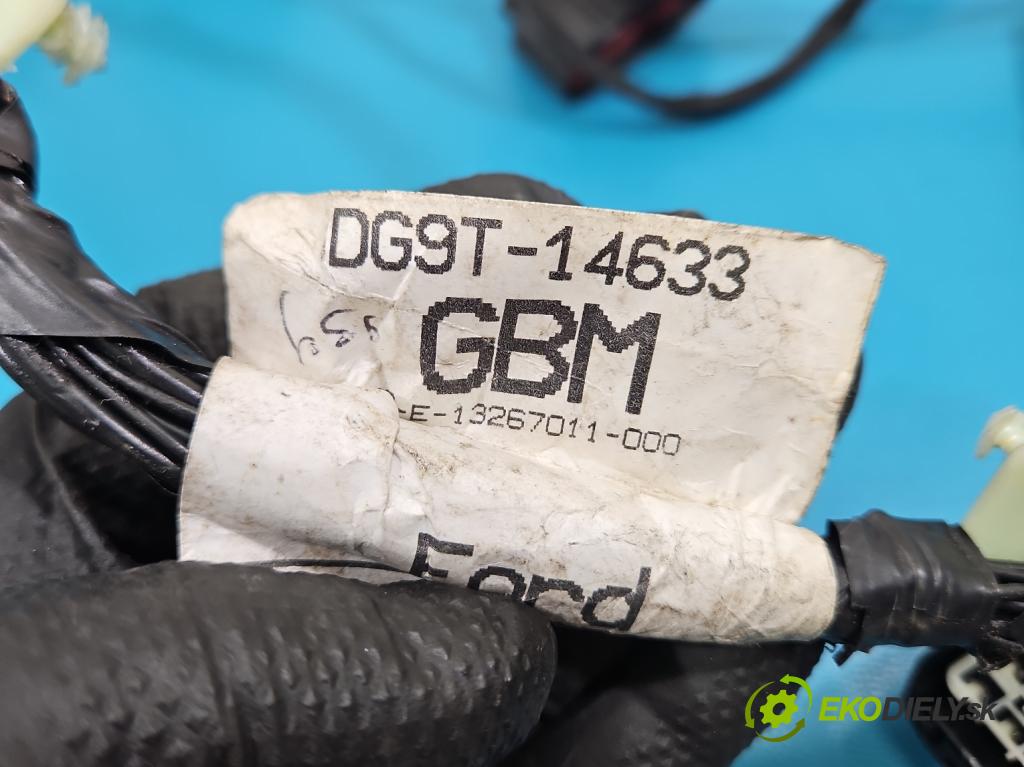 DG9T-14633
GBM
-E-13267011-000
Ford
EKODIELY.sk